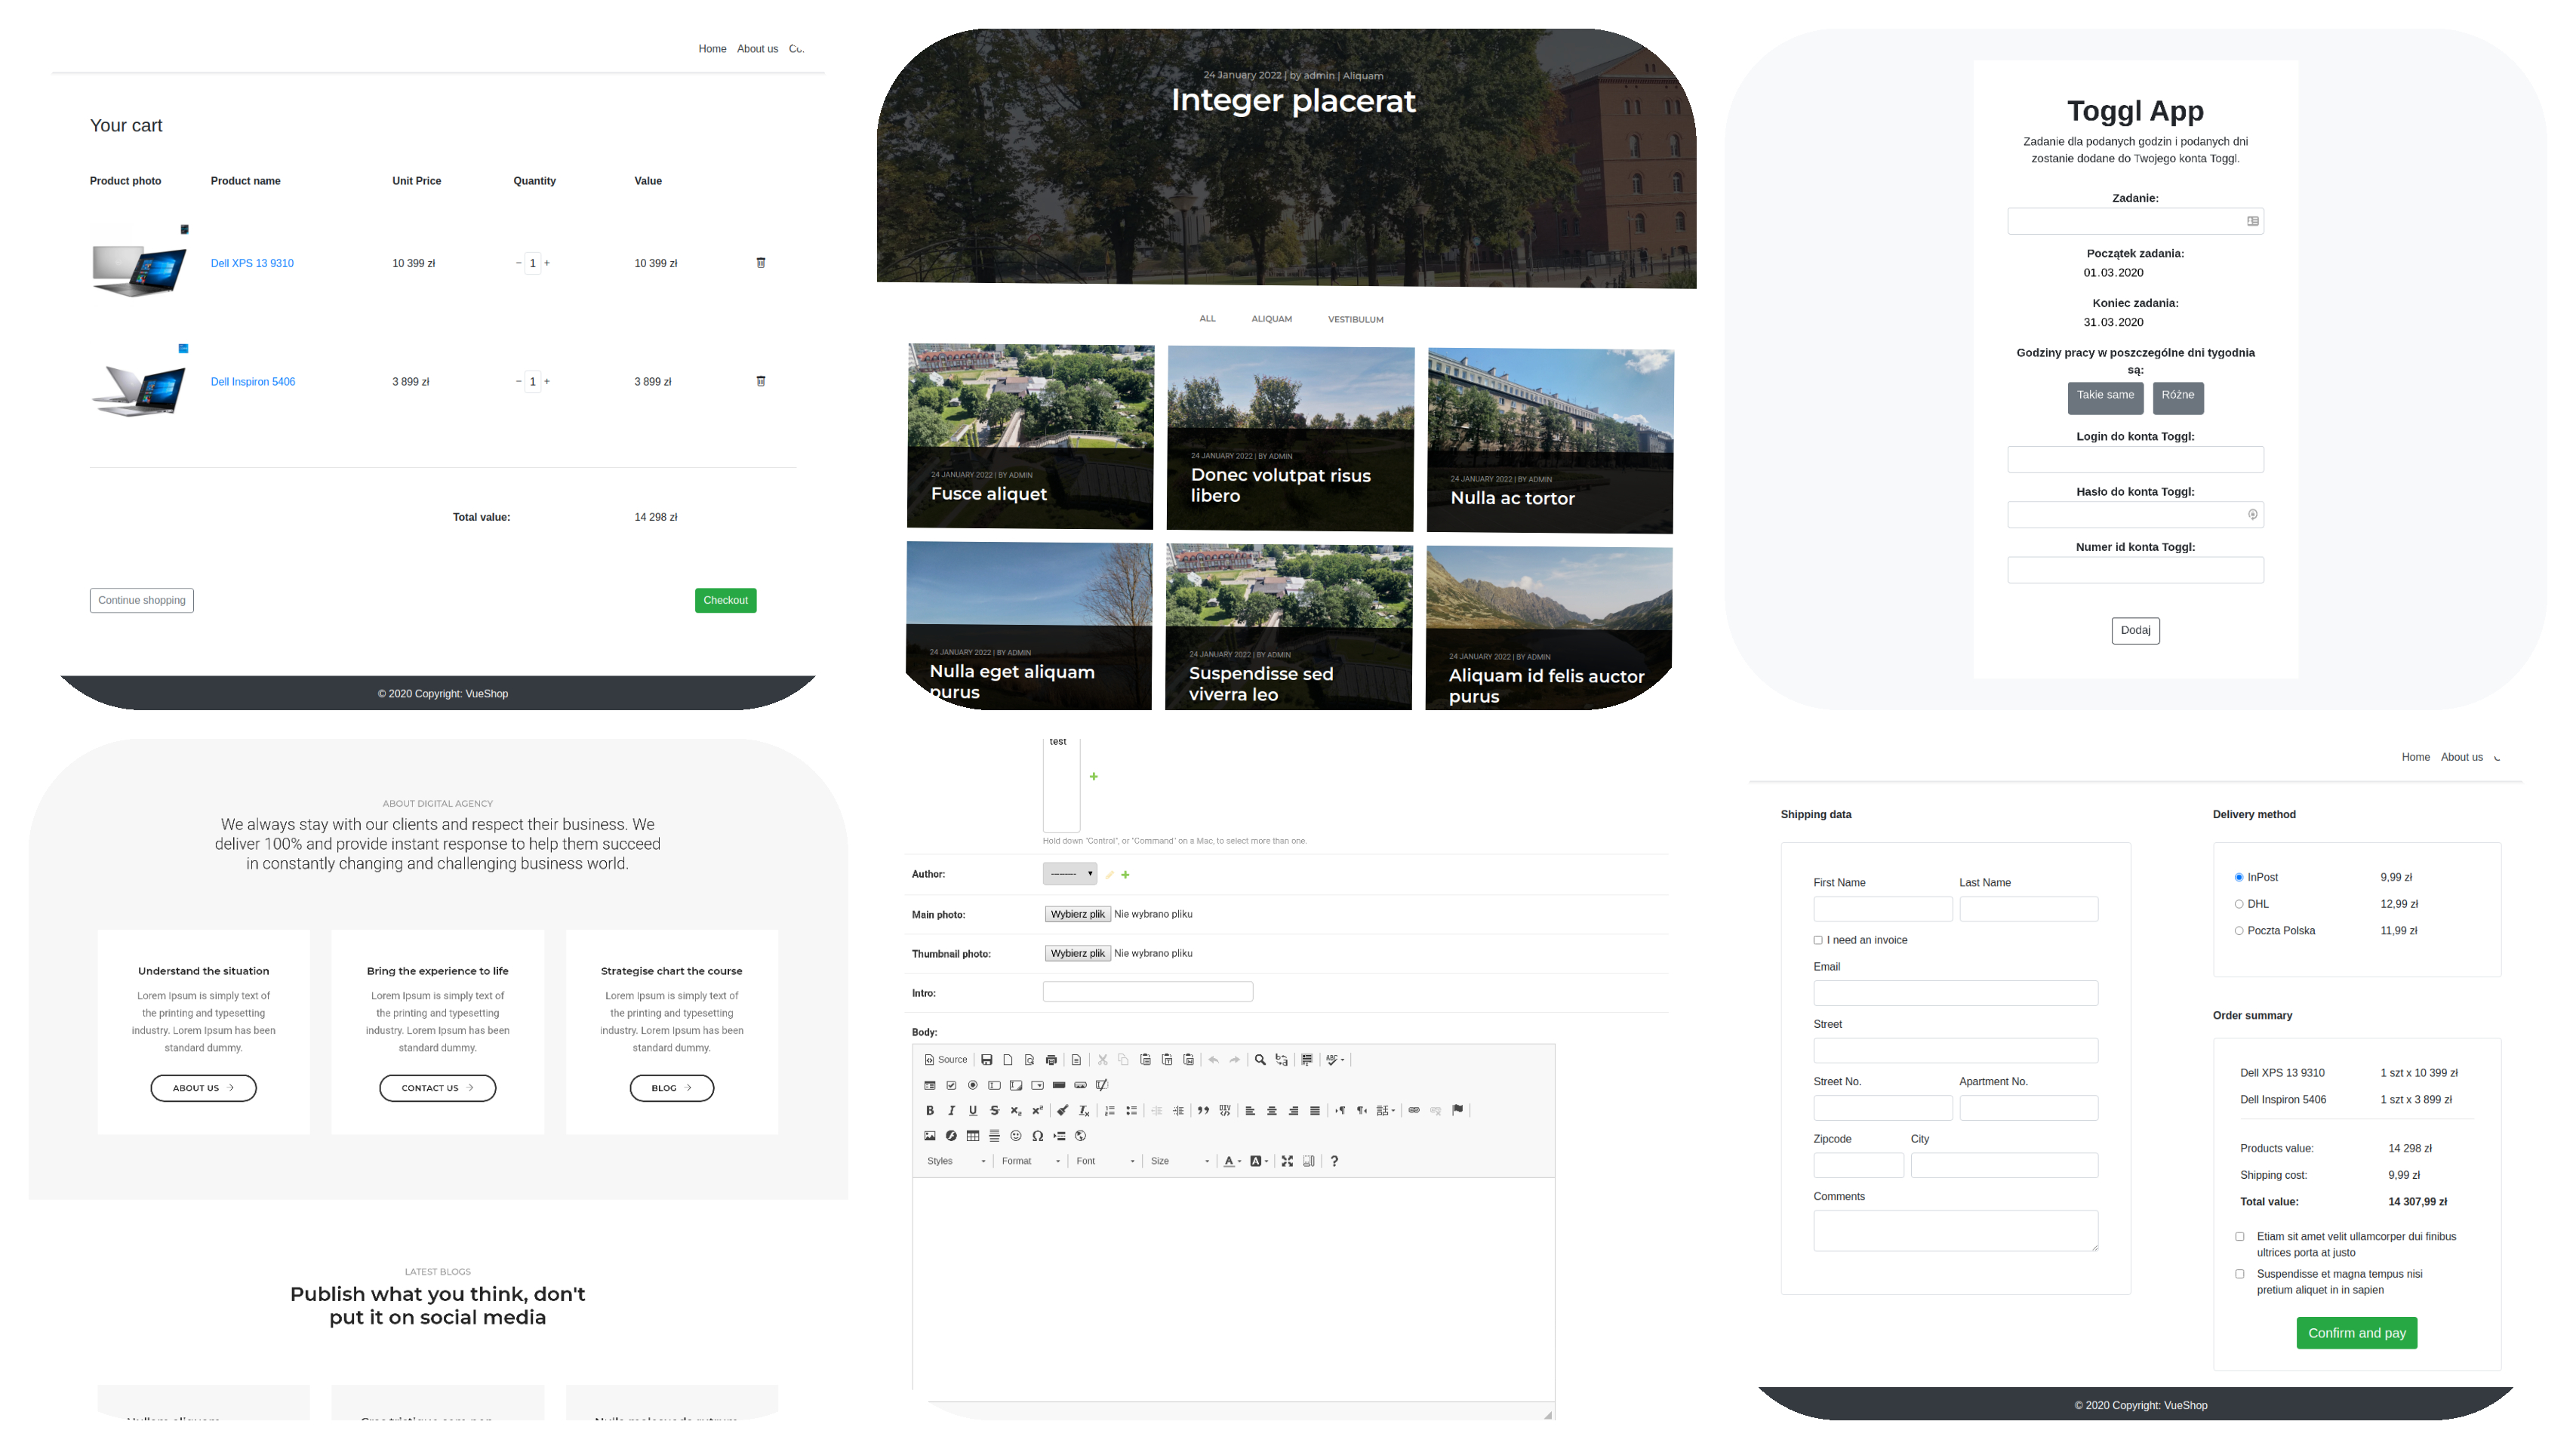 Home About us
Your cart
Product photo Product name Unit Price Quantity Value
Dell XPS 13 9310 10 399 zł − 1 + 10 399 zł
Dell Inspiron 5406 3 899 zł − 1 + 3 899 zł
Total value: 14 298 zł
Continue shopping Checkout
© 2020 Copyright: VueShop
24 January 2022 | by admin | Aliquam
Integer placerat
ALL ALIQUAM VESTIBULUM
24 JANUARY 2022 | BY ADMIN
Fusce aliquet
24 JANUARY 2022 | BY ADMIN
Donec volutpat risus
libero
24 JANUARY 2022 | BY ADMIN
Nulla ac tortor
24 JANUARY 2022 | BY ADMIN
Nulla eget aliquam
purus
24 JANUARY 2022 | BY ADMIN
Suspendisse sed
viverra leo
24 JANUARY 2022 | BY ADMIN
Aliquam id felis auctor
purus
Toggl App
Zadanie dla podanych godzin i podanych dni
zostanie dodane do Twojego konta Toggl.
Zadanie:
Początek zadania:
01.03.2020
Koniec zadania:
31.03.2020
Godziny pracy w poszczególne dni tygodnia
są:
Takie same Różne
Login do konta Toggl:
Hasło do konta Toggl:
Numer id konta Toggl:
Dodaj
ABOUT DIGITAL AGENCY
We always stay with our clients and respect their business. We
deliver 100% and provide instant response to help them succeed
in constantly changing and challenging business world.
Understand the situation
Lorem Ipsum is simply text of
the printing and typesetting
industry. Lorem Ipsum has been
standard dummy.
ABOUT US →
Bring the experience to life
Lorem Ipsum is simply text of
the printing and typesetting
industry. Lorem Ipsum has been
standard dummy.
CONTACT US →
Strategise chart the course
Lorem Ipsum is simply text of
the printing and typesetting
industry. Lorem Ipsum has been
standard dummy.
BLOG →
LATEST BLOGS
Publish what you think, don't
put it on social media
test
Hold down "Control", or "Command" on a Mac, to select more than one.
Author: ---------
Main photo: Wybierz plik Nie wybrano pliku
Thumbnail photo: Wybierz plik Nie wybrano pliku
Intro:
Body:
Source
Styles Format Font Size
Home About us
Shipping data
First Name Last Name
I need an invoice
Email
Street
Street No. Apartment No.
Zipcode City
Comments
Delivery method
InPost 9,99 zł
DHL 12,99 zł
Poczta Polska 11,99 zł
Order summary
Dell XPS 13 9310 1 szt x 10 399 zł
Dell Inspiron 5406 1 szt x 3 899 zł
Products value: 14 298 zł
Shipping cost: 9,99 zł
Total value: 14 307,99 zł
Etiam sit amet velit ullamcorper dui finibus
ultrices porta at justo
Suspendisse et magna tempus nisi
pretium aliquet in in sapien
Confirm and pay
© 2020 Copyright: VueShop